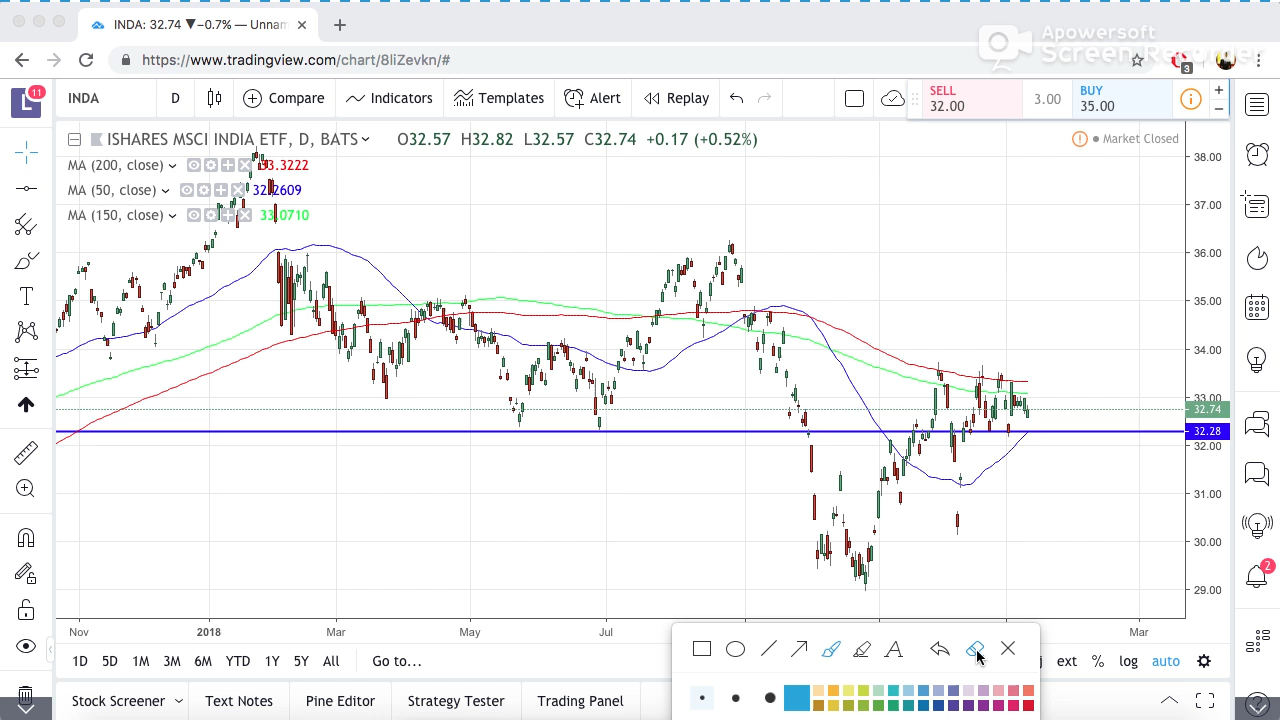 INDA: 32.74 ▼−0.7% — Unnam
Apowersoft
Screen Recorder
https://www.tradingview.com/chart/8liZevkn/#
3
11
L
INDA D Compare Indicators Templates Alert Replay
SELL
32.00
3.00
BUY
35.00
ISHARES MSCI INDIA ETF, D, BATS O32.57 H32.82 L32.57 C32.74 +0.17 (+0.52%)
Market Closed
MA (200, close) 33.3222
MA (50, close) 32.2609
MA (150, close) 33.0710
38.00
37.00
36.00
35.00
34.00
33.00
32.74
32.28
32.00
31.00
30.00
29.00
2
Nov 2018 Mar May Jul Mar
1D 5D 1M 3M 6M YTD 1Y 5Y All Go to...
ext % log auto
Stock Screener Text Notes Pine Editor Strategy Tester Trading Panel